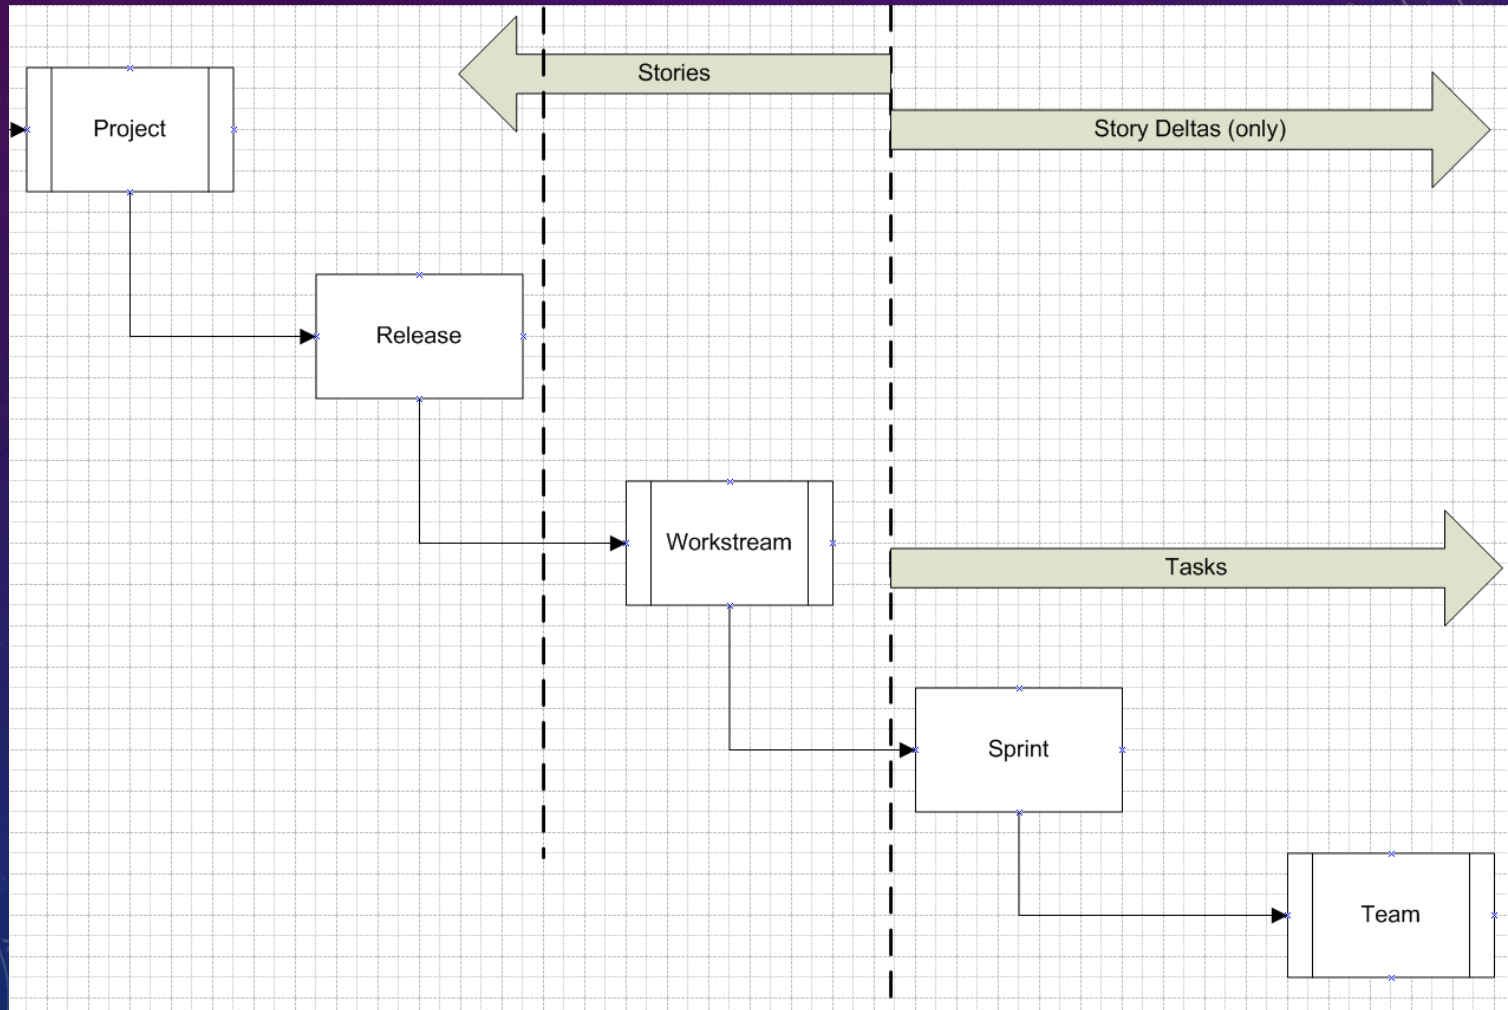 Stories
Project
Story Deltas (only)
Release
Workstream
Tasks
Sprint
Team